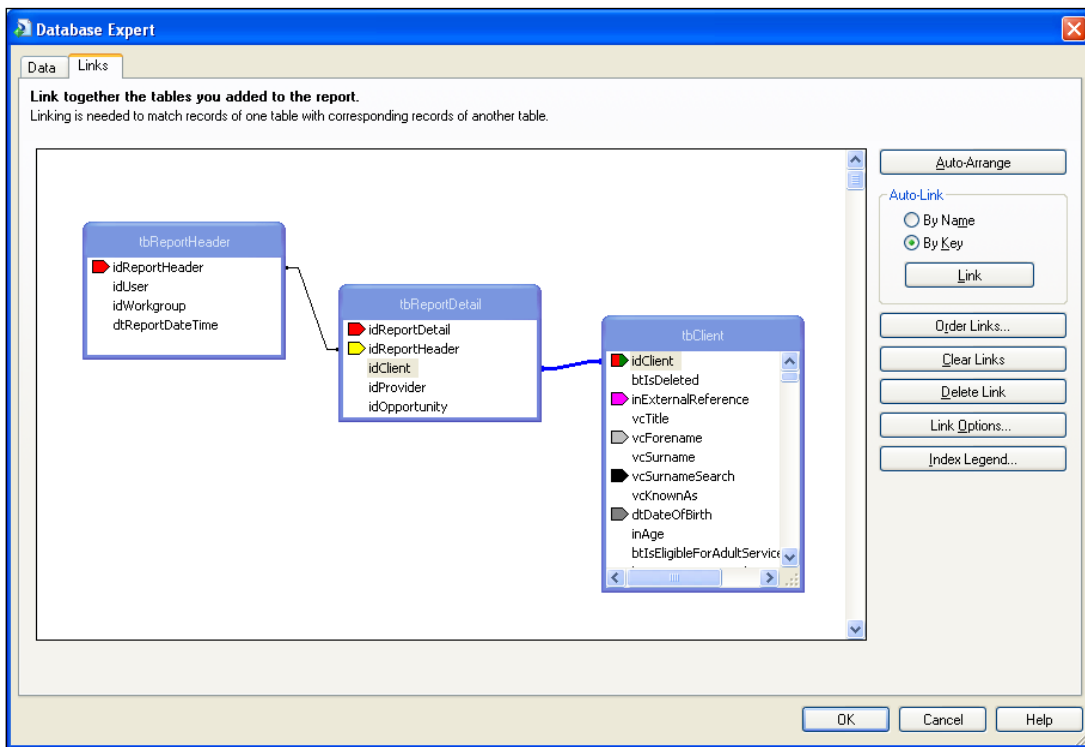 Database Expert
Data
Links
Link together the tables you added to the report.
Linking is needed to match records of one table with corresponding records of another table.
tbReportHeader
idReportHeader
idUser
idWorkgroup
dtReportDateTime
tbReportDetail
idReportDetail
idReportHeader
idClient
idProvider
idOpportunity
tbClient
idClient
btIsDeleted
inExternalReference
vcTitle
vcForename
vcSurname
vcSurnameSearch
vcKnownAs
dtDateOfBirth
inAge
btIsEligibleForAdultService
Auto-Arrange
Auto-Link
By Name
By Key
Link
Order Links...
Clear Links
Delete Link
Link Options...
Index Legend...
OK
Cancel
Help